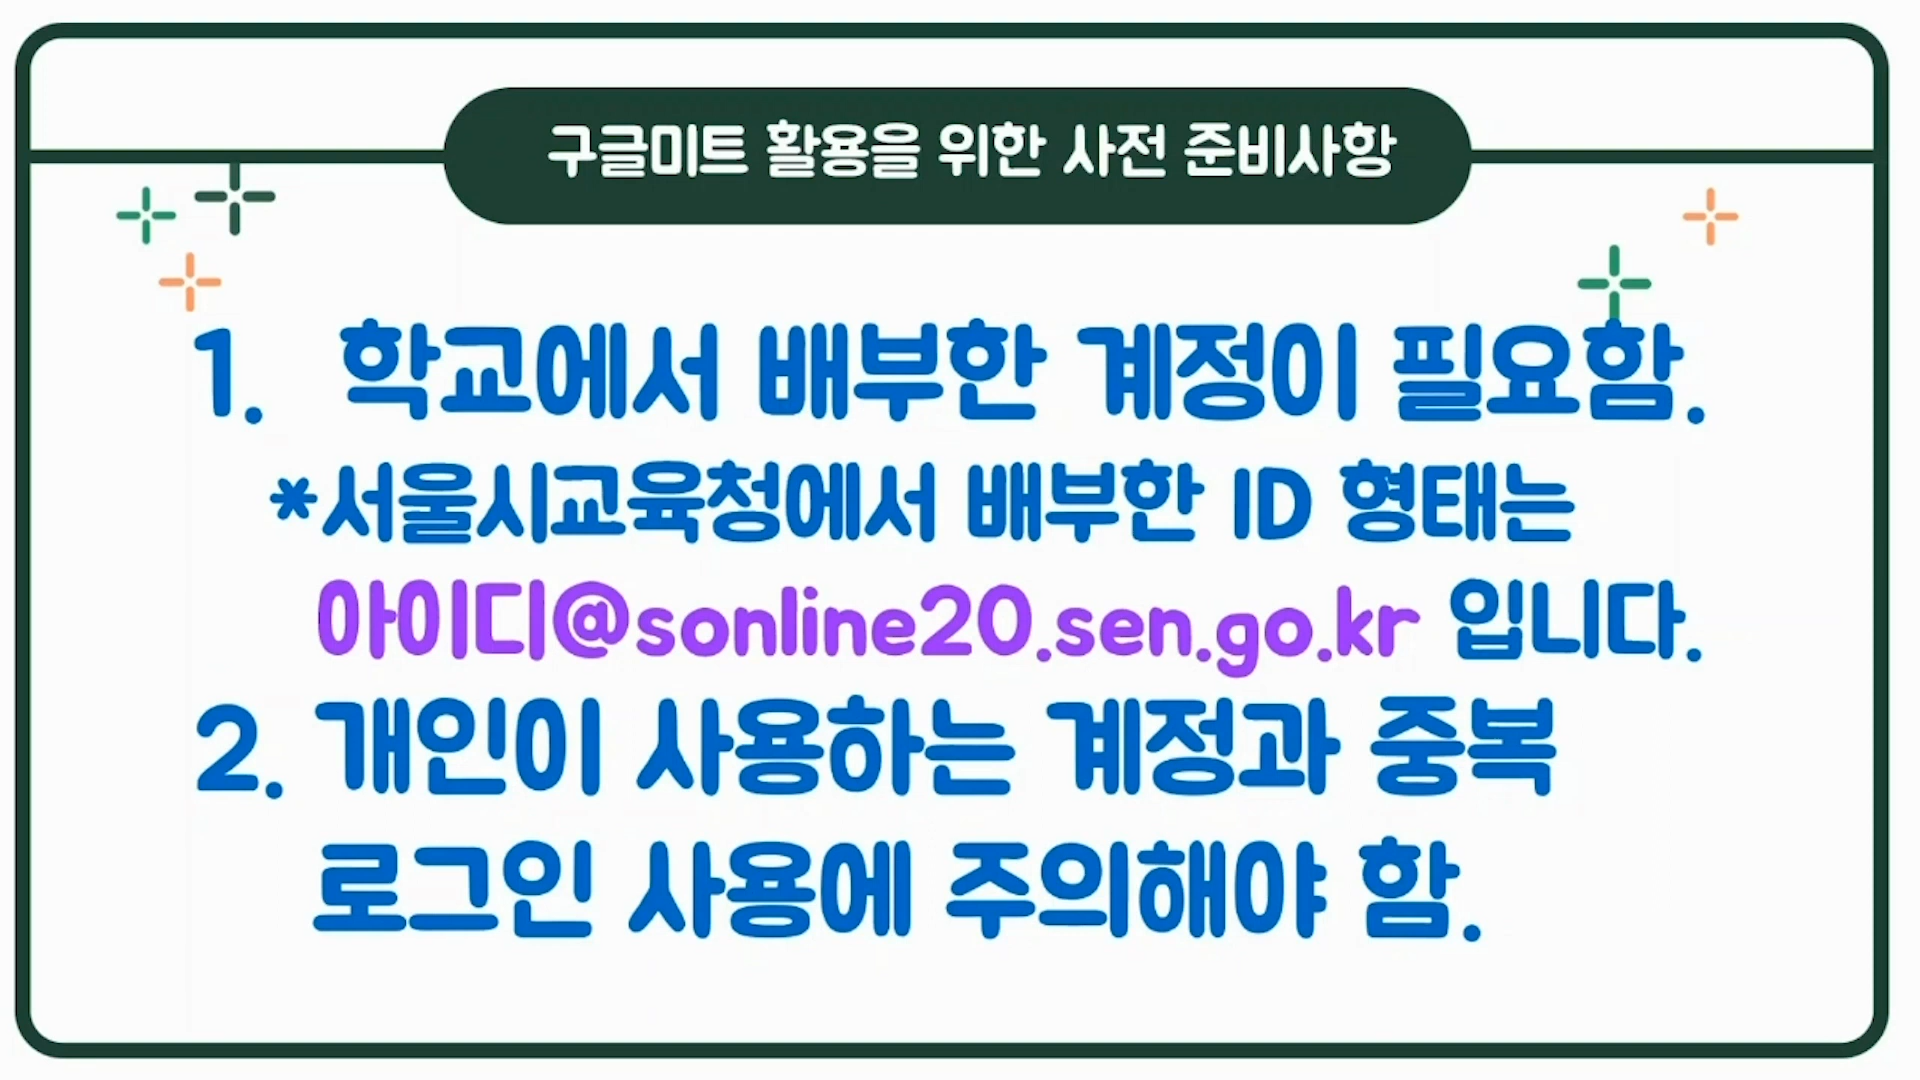 구글미트 활용을 위한 사전 준비사항
1. 학교에서 배부한 계정이 필요함.
*서울시교육청에서 배부한 ID 형태는
아이디@sonline20.sen.go.kr 입니다.
2. 개인이 사용하는 계정과 중복
로그인 사용에 주의해야 함.